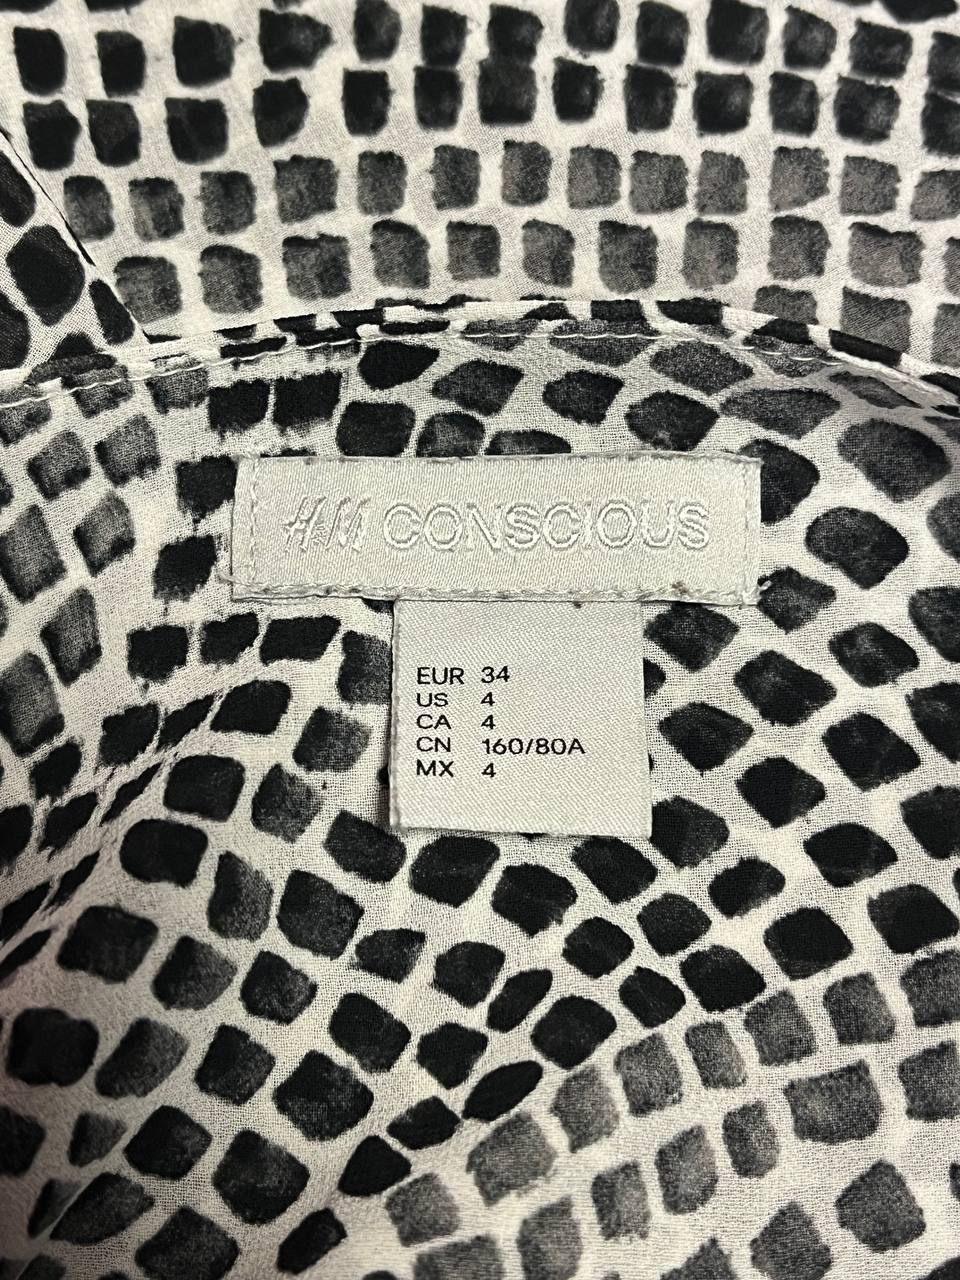 H&M CONSCIOUS
EUR 34
US 4
CA 4
CN 160/80A
MX 4